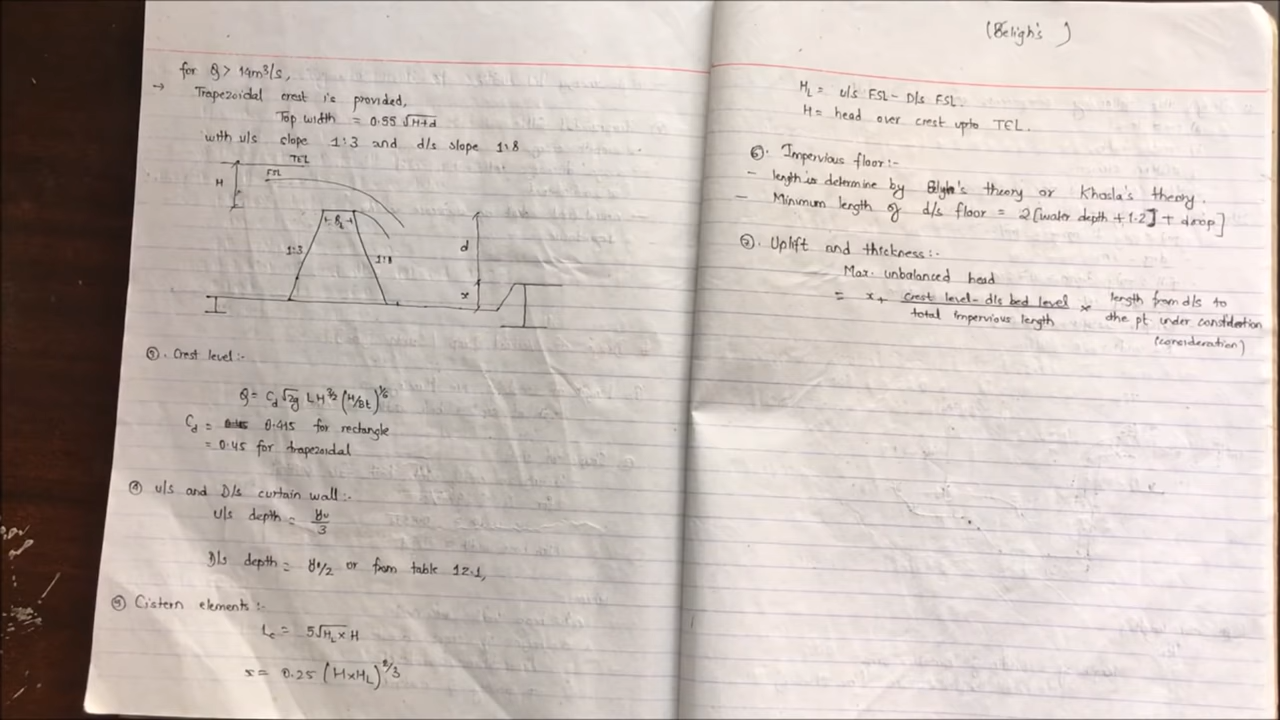 for Q > 14m³/s,
→ Trapezoidal crest is provided,
Top width = 0.55 √H+d
with u/s slope 1:3 and d/s slope 1:8
TEL
FSL
H
Bt
1:3
1:8
d
x
③. Crest level :-
Q = Cd √2g L H^3/2 (H/Bt)^1/6
Cd = 0.415 for rectangle
= 0.45 for trapezoidal
④ u/s and D/s curtain wall :-
u/s depth = yu/3
D/s depth = or from table 12.1,
⑤ Cistern elements :-
Lc = 5√HL × H
x = 0.25 (H×HL)^2/3
(Beligh's )
HL = u/s FSL - D/s FSL
H = head over crest upto TEL.
⑥. Impervious floor :-
- length is determine by theory or Khosla's theory.
- Minimum length of d/s floor = 2[water depth + 1.2] + drop]
⑦. Uplift and thickness :-
Max. unbalanced head
= x + crest level - d/s bed level / total impervious length × length from d/s to the pt. under consideration
(consideration)